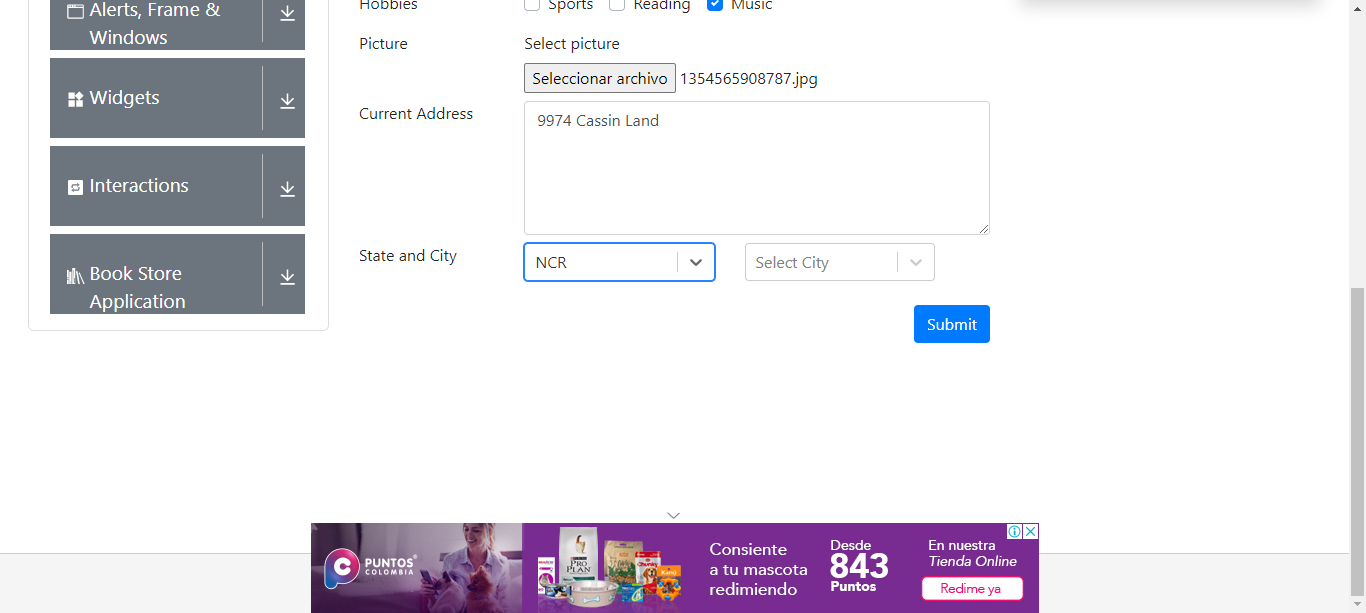 Alerts, Frame &
Windows
Widgets
Interactions
Book Store
Application
Hobbies
Sports Reading Music
Picture
Select picture
Seleccionar archivo 1354565908787.jpg
Current Address
9974 Cassin Land
State and City
NCR
Select City
Submit
PUNTOS
COLOMBIA
PRO PLAN
Chunky
Consiente
a tu mascota
redimiendo
Desde
843
Puntos
En nuestra
Tienda Online
Redime ya